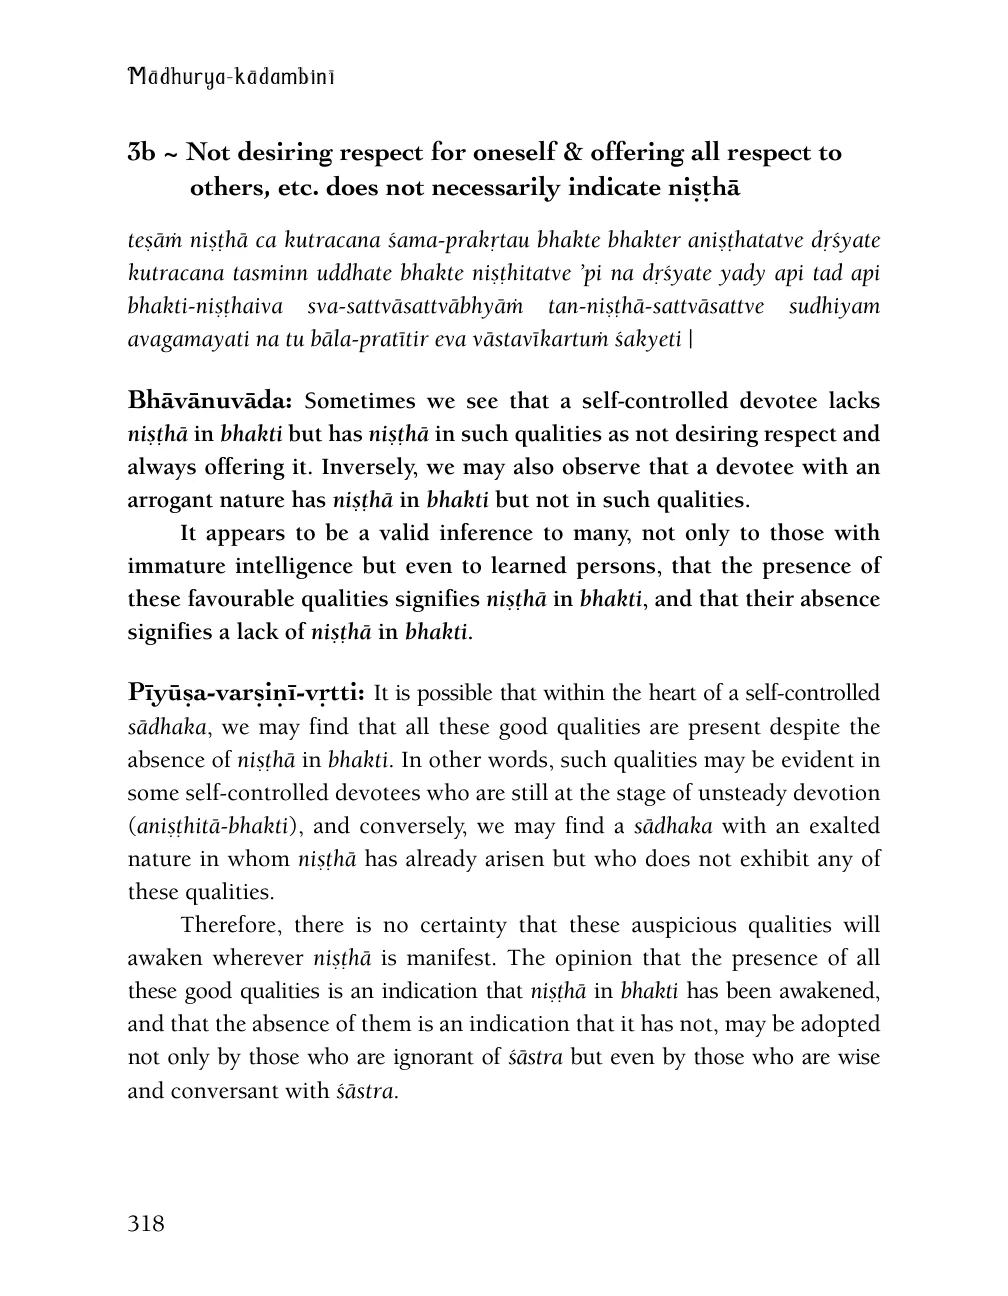 Mādhurya-kādambinī
3b ~ Not desiring respect for oneself & offering all respect to
others, etc. does not necessarily indicate niṣṭhā
teṣāṁ niṣṭhā ca kutracana śama-prakṛtau bhakte bhakter aniṣṭhatatve dṛśyate
kutracana tasminn uddhate bhakte niṣṭhitatve ’pi na dṛśyate yady api tad api
bhakti-niṣṭhaiva sva-sattvāsattvābhyāṁ tan-niṣṭhā-sattvāsattve sudhiyam
avagamayati na tu bāla-pratītir eva vāstavīkartuṁ śakyeti |
Bhāvānuvāda: Sometimes we see that a self-controlled devotee lacks
niṣṭhā in bhakti but has niṣṭhā in such qualities as not desiring respect and
always offering it. Inversely, we may also observe that a devotee with an
arrogant nature has niṣṭhā in bhakti but not in such qualities.
It appears to be a valid inference to many, not only to those with
immature intelligence but even to learned persons, that the presence of
these favourable qualities signifies niṣṭhā in bhakti, and that their absence
signifies a lack of niṣṭhā in bhakti.
Pīyūṣa-varṣiṇī-vṛtti: It is possible that within the heart of a self-controlled
sādhaka, we may find that all these good qualities are present despite the
absence of niṣṭhā in bhakti. In other words, such qualities may be evident in
some self-controlled devotees who are still at the stage of unsteady devotion
(aniṣṭhitā-bhakti), and conversely, we may find a sādhaka with an exalted
nature in whom niṣṭhā has already arisen but who does not exhibit any of
these qualities.
Therefore, there is no certainty that these auspicious qualities will
awaken wherever niṣṭhā is manifest. The opinion that the presence of all
these good qualities is an indication that niṣṭhā in bhakti has been awakened,
and that the absence of them is an indication that it has not, may be adopted
not only by those who are ignorant of śāstra but even by those who are wise
and conversant with śāstra.
318